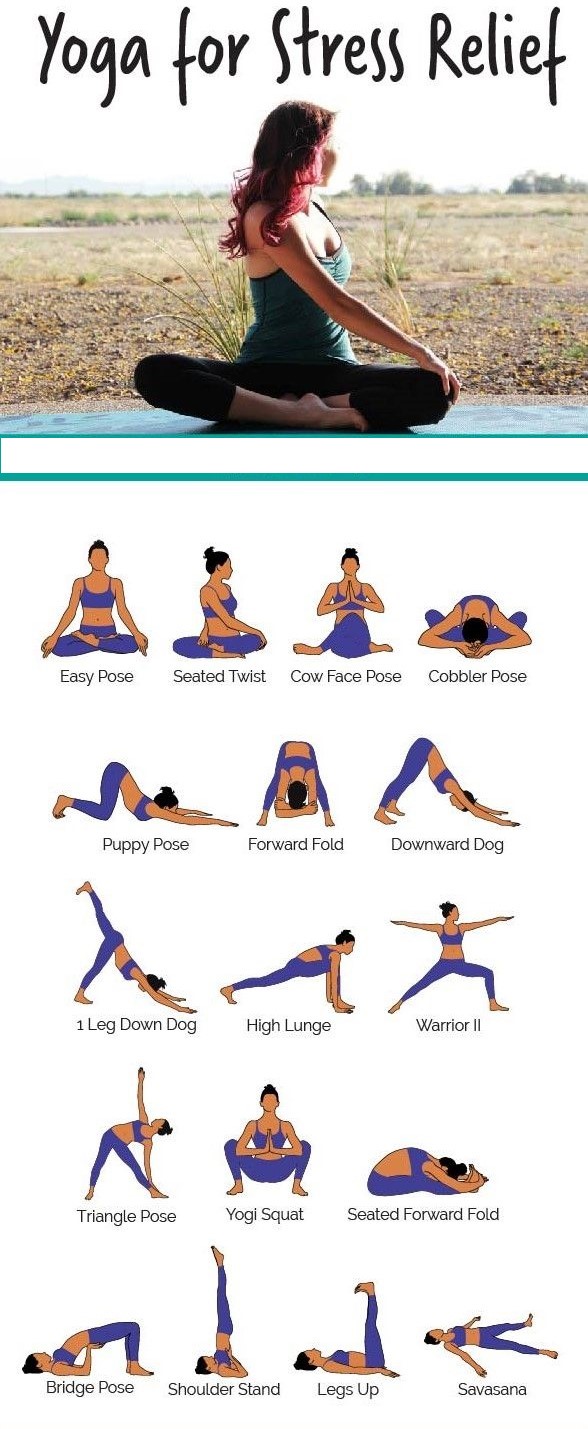 Yoga for Stress Relief
Easy Pose
Seated Twist
Cow Face Pose
Cobbler Pose
Puppy Pose
Forward Fold
Downward Dog
1 Leg Down Dog
High Lunge
Warrior II
Triangle Pose
Yogi Squat
Seated Forward Fold
Bridge Pose
Shoulder Stand
Legs Up
Savasana